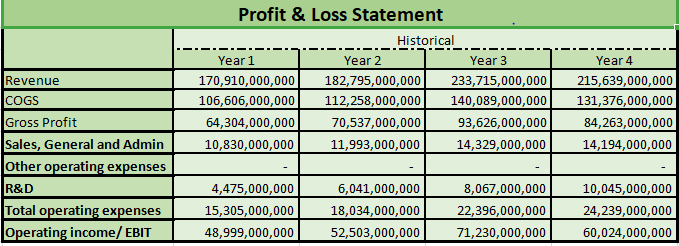 Profit & Loss Statement
Historical
Year 1 Year 2 Year 3 Year 4
Revenue 170,910,000,000 182,795,000,000 233,715,000,000 215,639,000,000
COGS 106,606,000,000 112,258,000,000 140,089,000,000 131,376,000,000
Gross Profit 64,304,000,000 70,537,000,000 93,626,000,000 84,263,000,000
Sales, General and Admin 10,830,000,000 11,993,000,000 14,329,000,000 14,194,000,000
Other operating expenses - - - -
R&D 4,475,000,000 6,041,000,000 8,067,000,000 10,045,000,000
Total operating expenses 15,305,000,000 18,034,000,000 22,396,000,000 24,239,000,000
Operating income/ EBIT 48,999,000,000 52,503,000,000 71,230,000,000 60,024,000,000